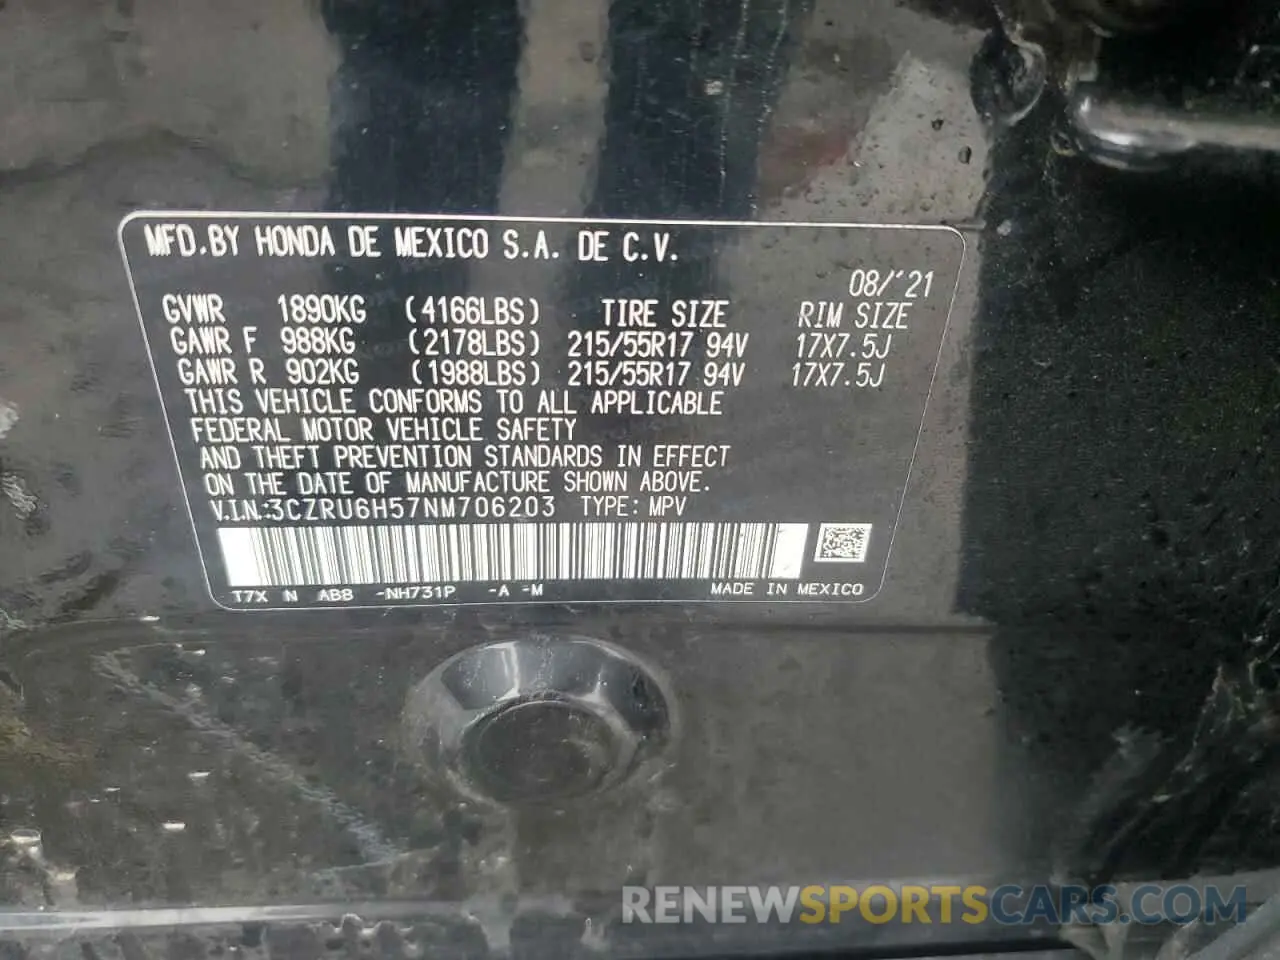 MFD.BY HONDA DE MEXICO S.A. DE C.V.
08/'21
GVWR 1890KG (4166LBS) TIRE SIZE RIM SIZE
GAWR F 988KG (2178LBS) 215/55R17 94V 17X7.5J
GAWR R 902KG (1988LBS) 215/55R17 94V 17X7.5J
THIS VEHICLE CONFORMS TO ALL APPLICABLE
FEDERAL MOTOR VEHICLE SAFETY
AND THEFT PREVENTION STANDARDS IN EFFECT
ON THE DATE OF MANUFACTURE SHOWN ABOVE.
V.I.N.:3CZRU6H57NM706203 TYPE: MPV
T7X N AB8 -NH731P -A -M MADE IN MEXICO
RENEWSPORTSCARS.COM